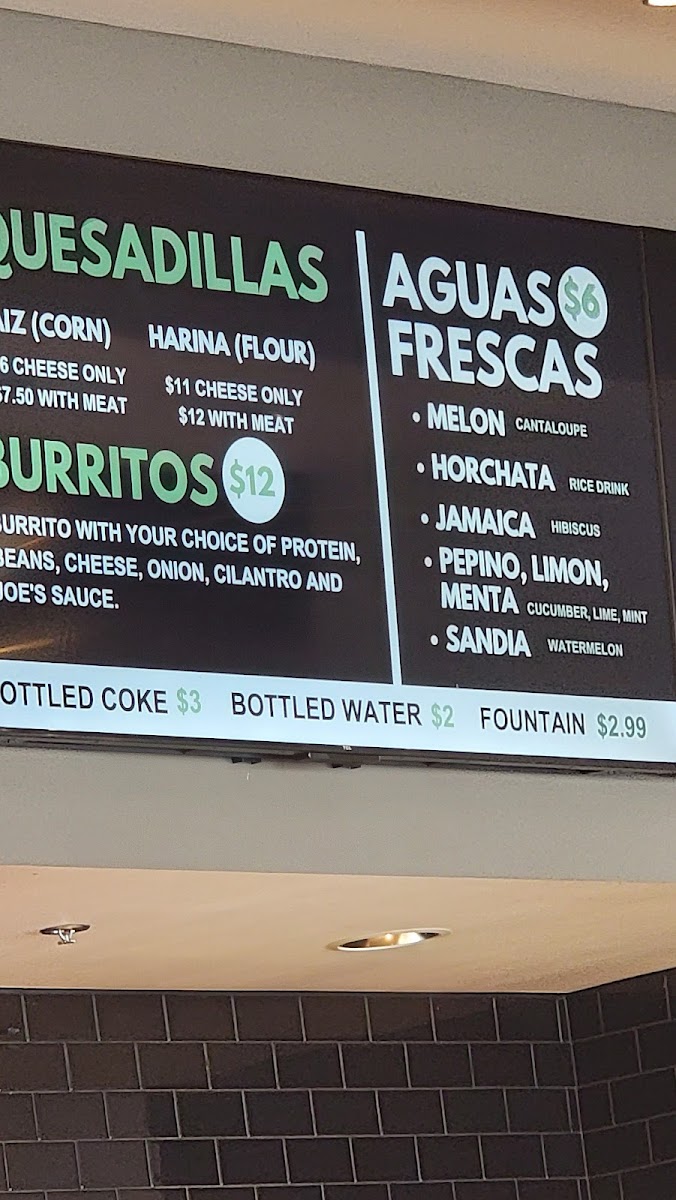 QUESADILLAS
AIZ (CORN)
6 CHEESE ONLY
$7.50 WITH MEAT
HARINA (FLOUR)
$11 CHEESE ONLY
$12 WITH MEAT
BURRITOS $12
BURRITO WITH YOUR CHOICE OF PROTEIN,
BEANS, CHEESE, ONION, CILANTRO AND
JOE'S SAUCE.
AGUAS $6
FRESCAS
• MELON CANTALOUPE
• HORCHATA RICE DRINK
• JAMAICA HIBISCUS
• PEPINO, LIMON,
MENTA CUCUMBER, LIME, MINT
• SANDIA WATERMELON
OTTLED COKE $3 BOTTLED WATER $2 FOUNTAIN $2.99